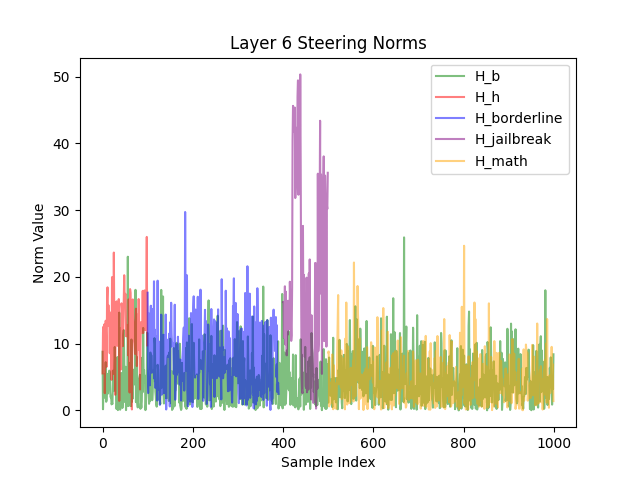 Layer 6 Steering Norms
H_b
H_h
H_borderline
H_jailbreak
H_math
Norm Value
50
40
30
20
10
0
0
200
400
600
800
1000
Sample Index